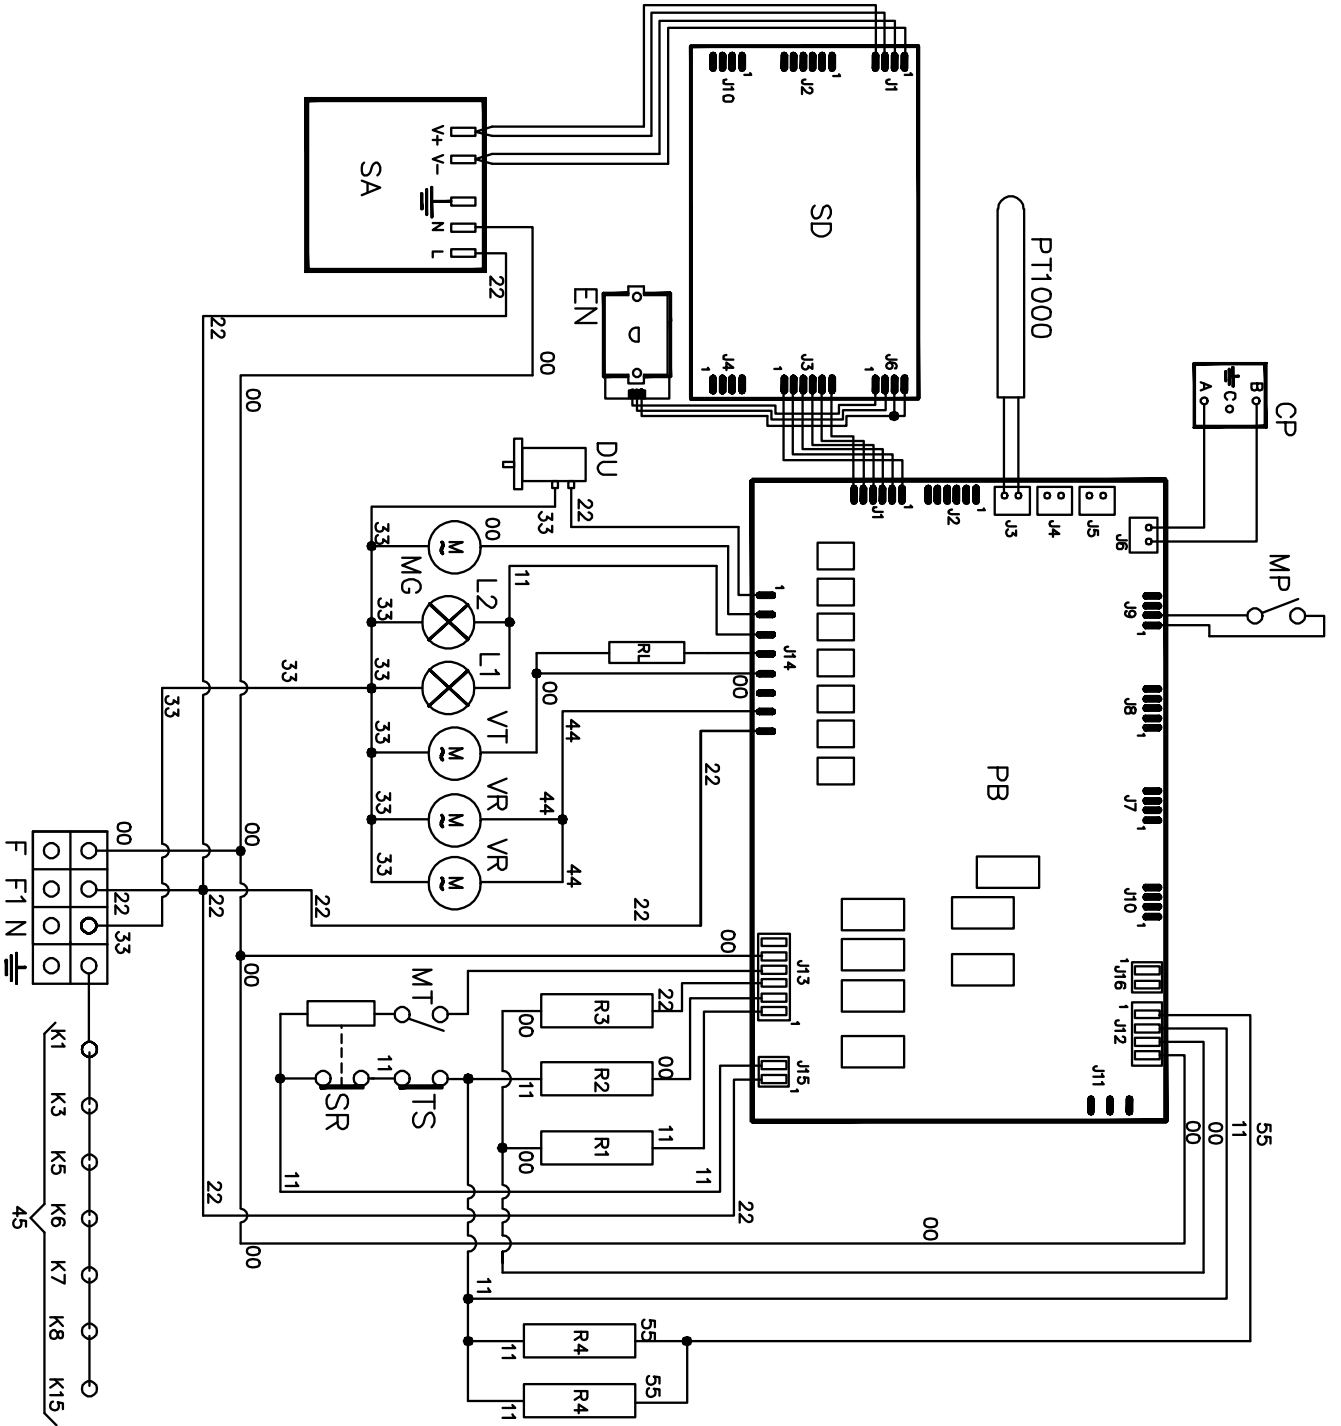 J10
1
J2
1
J1
1
V+
V-
SA
N
L
SD
PT1000
22
22
EN
D
00
00
1
J4
1
J3
1
J6
A
C
B
CP
DU
22
33
00
33
MG
M
~
L2
11
33
J1
1
J2
1
J3
J4
J5
J6
MP
J9
1
1
J14
RL
L1
33
33
33
00
00
VT
33
M
~
44
J8
1
22
PB
VR
33
M
~
44
J7
1
VR
33
M
~
44
00
00
F
F1
N
22
33
22
22
22
J10
1
00
00
J13
1
MT
R3
22
00
1
J16
1
J12
11
SR
TS
R2
00
11
J15
1
J11
R1
11
00
11
11
22
22
00
00
00
00
11
55
K1
K3
K5
K6
K7
K8
K15
45
11
R4
55
11
R4
55
11